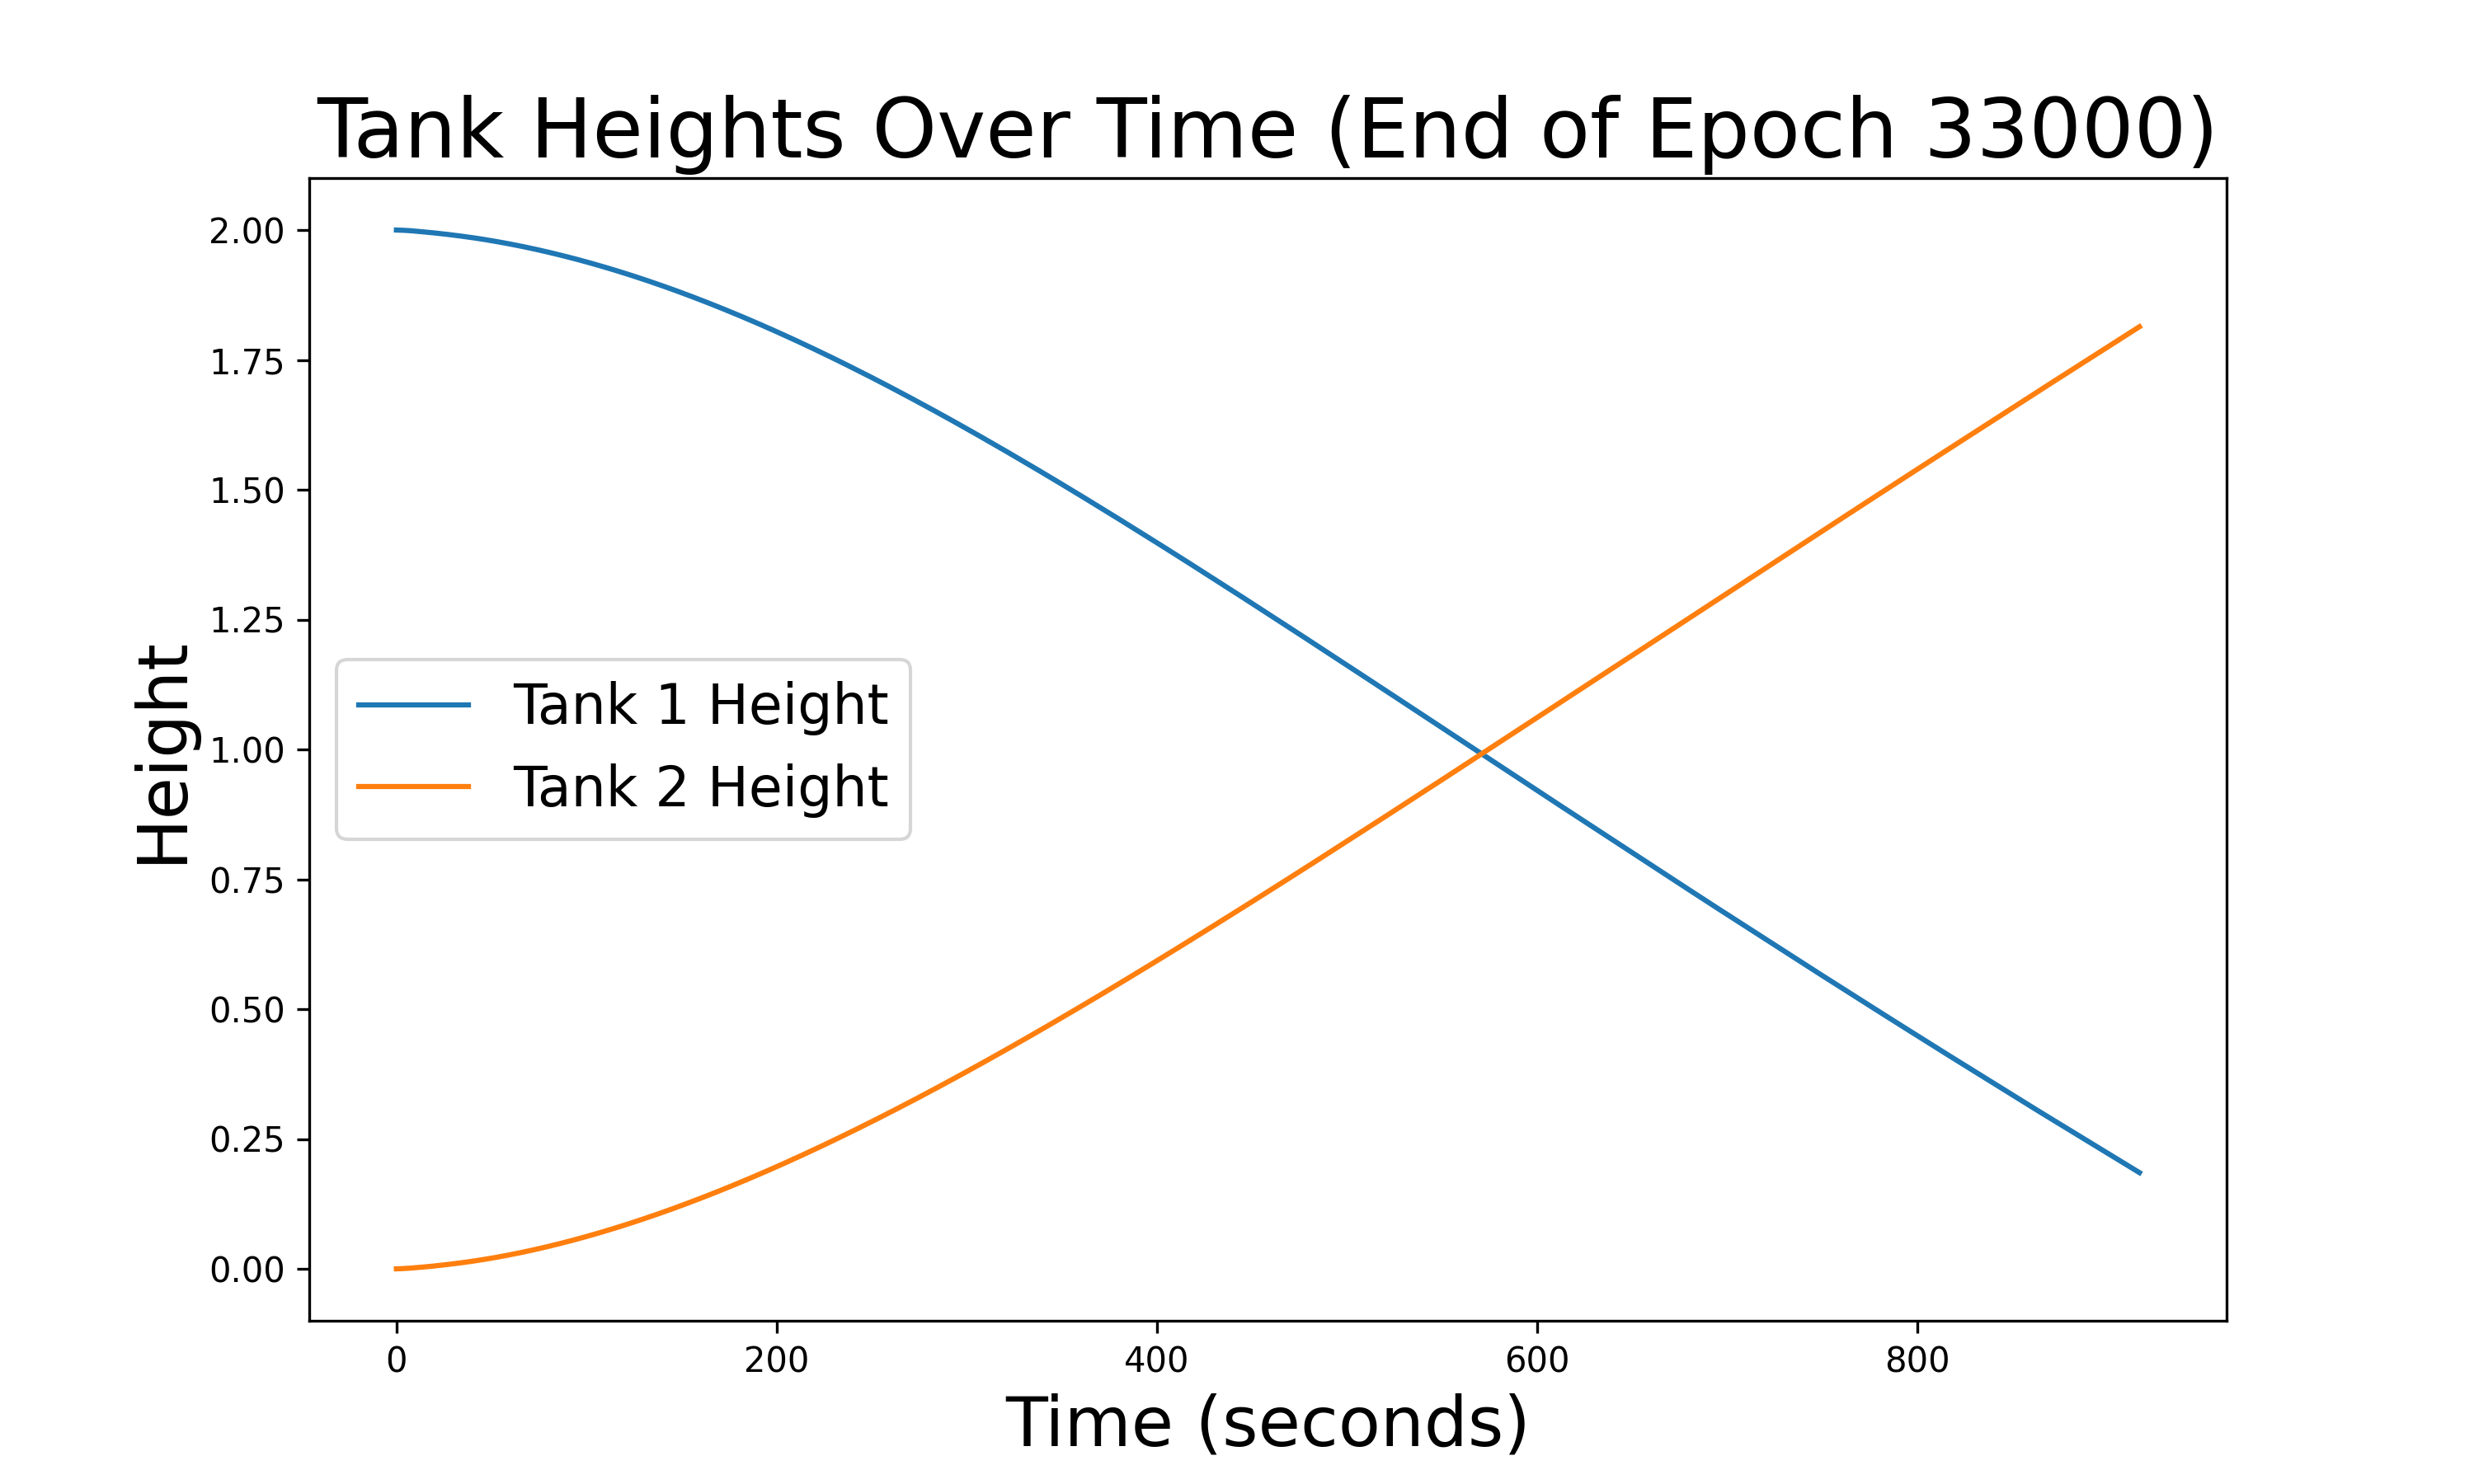 Tank Heights Over Time (End of Epoch 33000)
2.00
1.75
1.50
1.25
1.00
0.75
0.50
0.25
0.00
Height
Tank 1 Height
Tank 2 Height
0 200 400 600 800
Time (seconds)